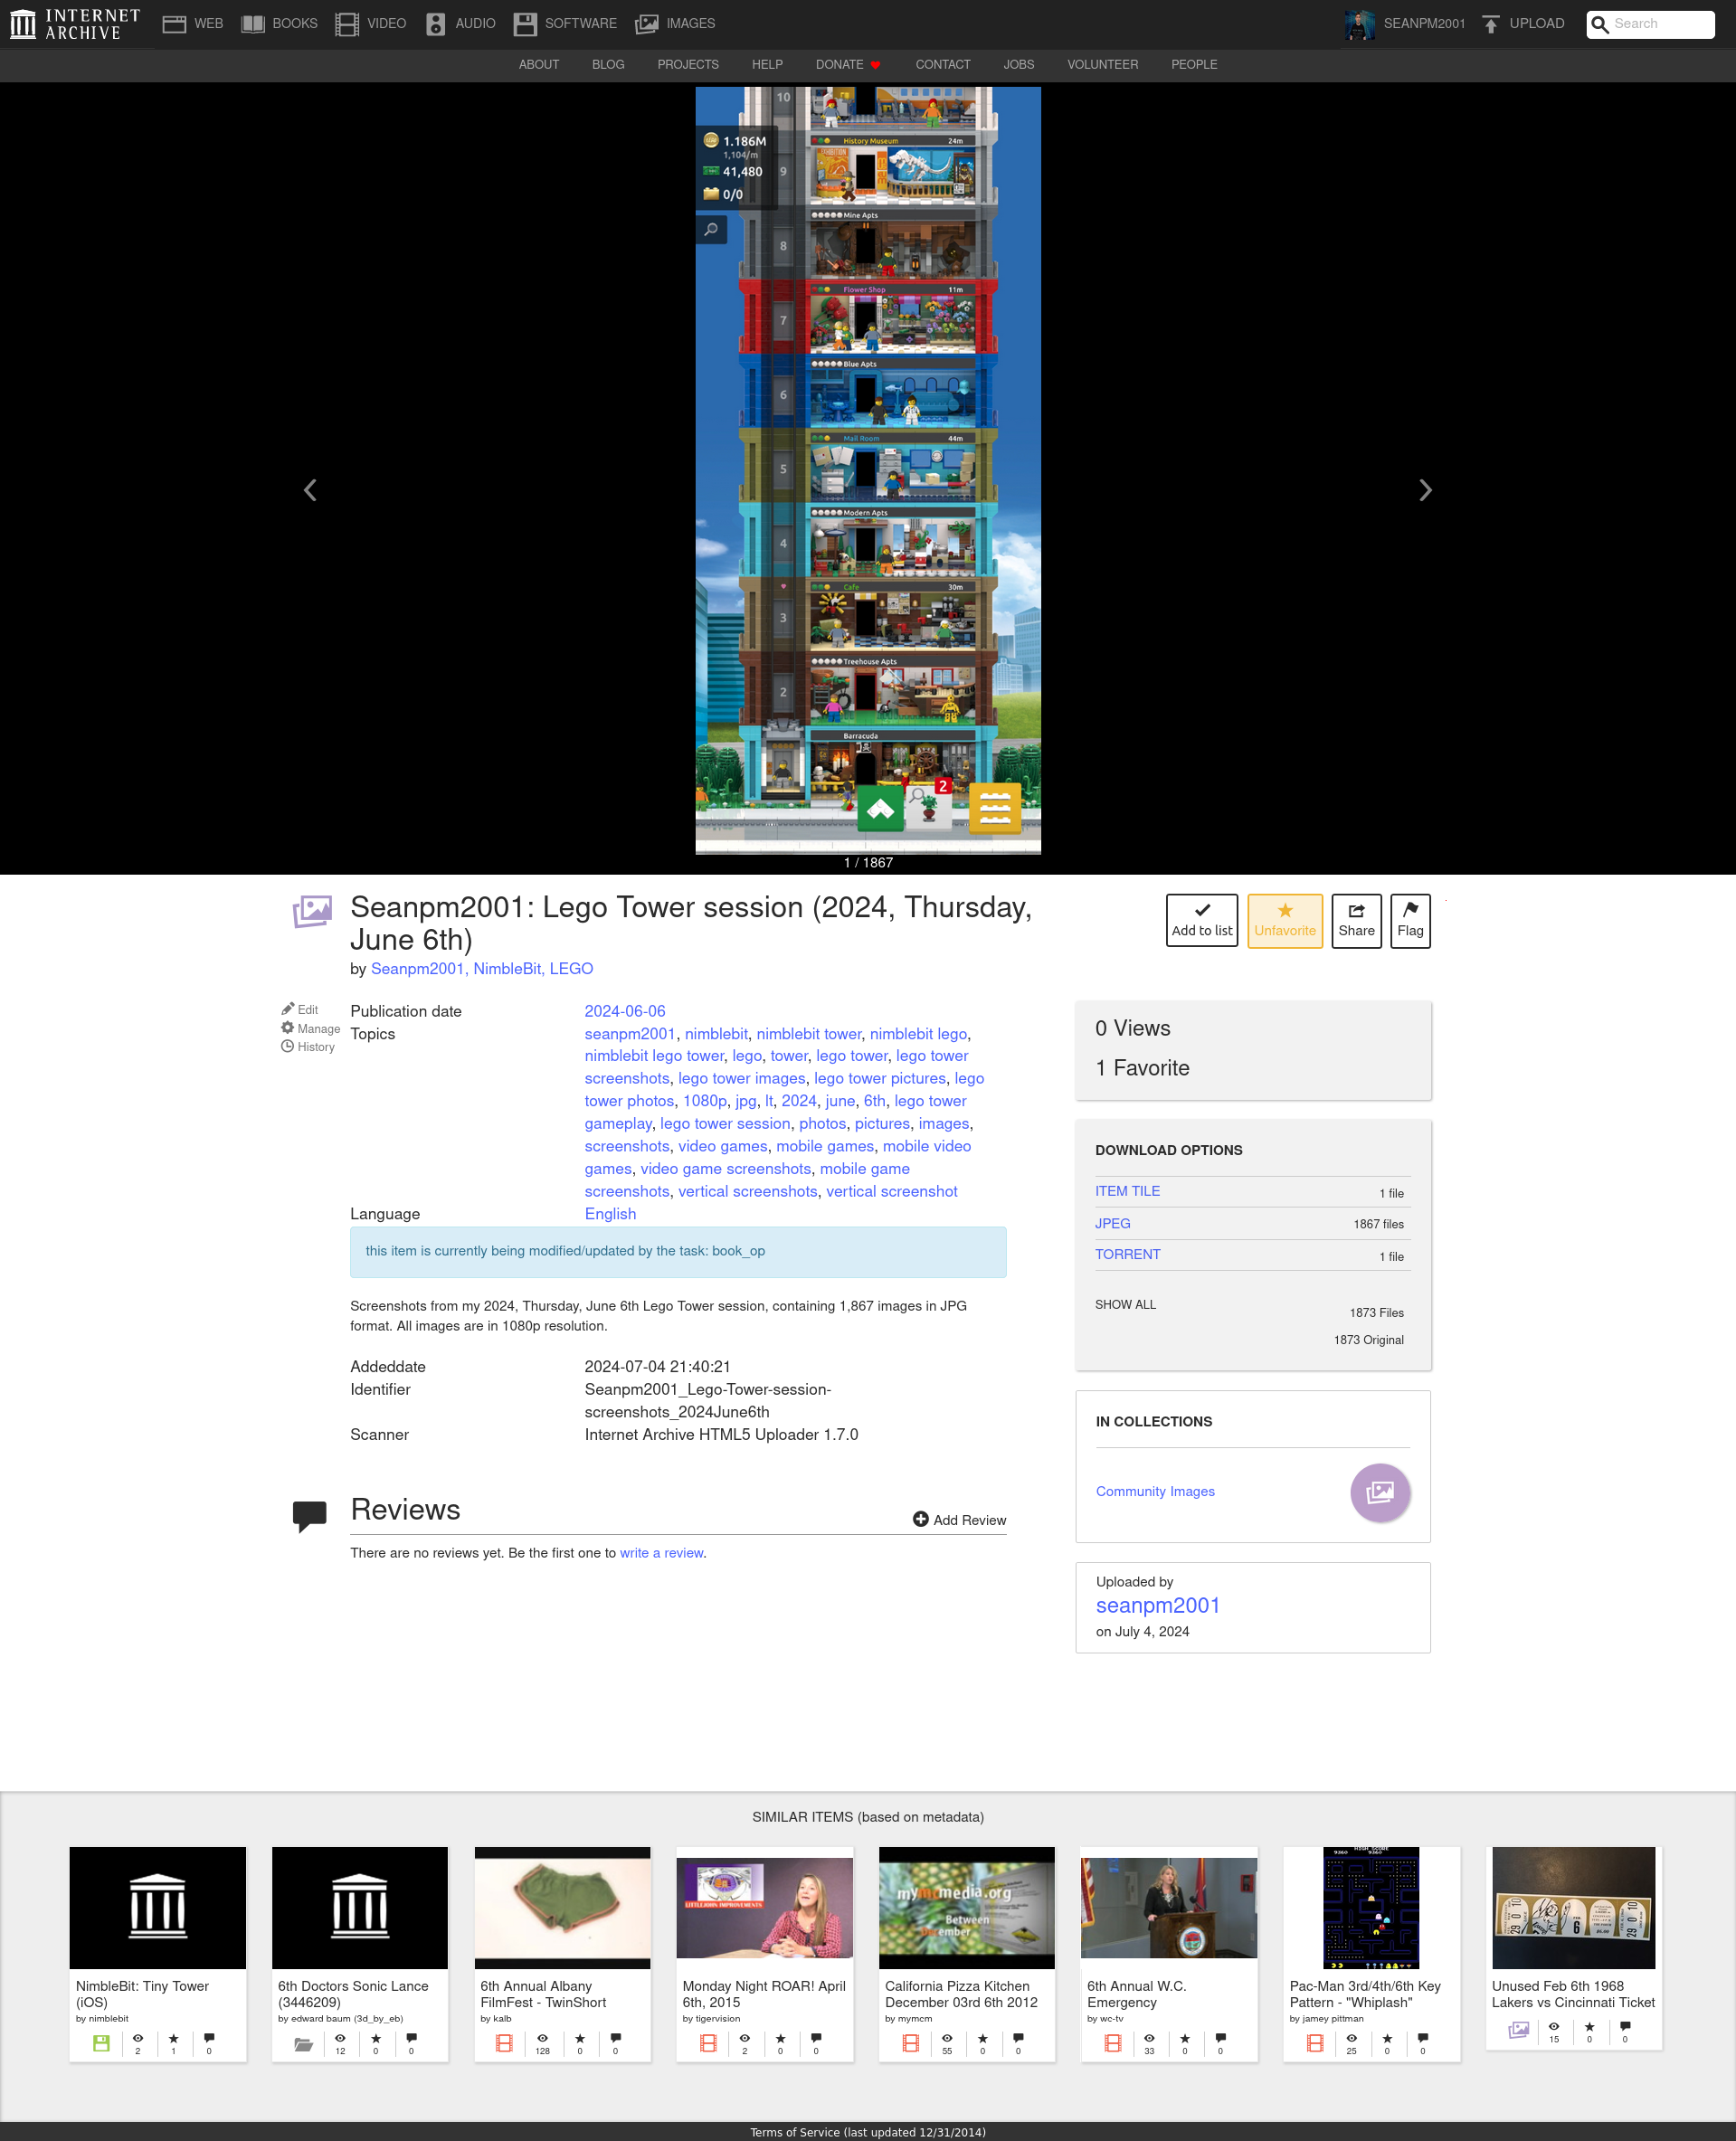 INTERNET
ARCHIVE
WEB
BOOKS
VIDEO
AUDIO
SOFTWARE
IMAGES
SEANPM2001
UPLOAD
Search
ABOUT
BLOG
PROJECTS
HELP
DONATE
CONTACT
JOBS
VOLUNTEER
PEOPLE
10
1.186M
1,104/m
41,480
0/0
History Museum 24m
9
Mine Apts
8
Flower Shop 11m
7
Blue Apts
6
Mail Room 44m
5
Modern Apts
4
Cafe 30m
3
Treehouse Apts
2
Barracuda
2
1 / 1867
Seanpm2001: Lego Tower session (2024, Thursday,
June 6th)
by Seanpm2001, NimbleBit, LEGO
Add to list
Unfavorite
Share
Flag
Edit
Manage
History
Publication date 2024-06-06
Topics seanpm2001, nimblebit, nimblebit tower, nimblebit lego,
nimblebit lego tower, lego, tower, lego tower, lego tower
screenshots, lego tower images, lego tower pictures, lego
tower photos, 1080p, jpg, lt, 2024, june, 6th, lego tower
gameplay, lego tower session, photos, pictures, images,
screenshots, video games, mobile games, mobile video
games, video game screenshots, mobile game
screenshots, vertical screenshots, vertical screenshot
Language English
this item is currently being modified/updated by the task: book_op
Screenshots from my 2024, Thursday, June 6th Lego Tower session, containing 1,867 images in JPG
format. All images are in 1080p resolution.
Addeddate 2024-07-04 21:40:21
Identifier Seanpm2001_Lego-Tower-session-
screenshots_2024June6th
Scanner Internet Archive HTML5 Uploader 1.7.0
Reviews
Add Review
There are no reviews yet. Be the first one to write a review.
0 Views
1 Favorite
DOWNLOAD OPTIONS
ITEM TILE 1 file
JPEG 1867 files
TORRENT 1 file
SHOW ALL 1873 Files
1873 Original
IN COLLECTIONS
Community Images
Uploaded by
seanpm2001
on July 4, 2024
SIMILAR ITEMS (based on metadata)
NimbleBit: Tiny Tower
(iOS)
by nimblebit
2 1 0
6th Doctors Sonic Lance
(3446209)
by edward baum (3d_by_eb)
12 0 0
6th Annual Albany
FilmFest - TwinShort
by kalb
128 0 0
LITTLEJOHN IMPROVEMENTS
Monday Night ROAR! April
6th, 2015
by tigervision
2 0 0
mymcmedia.org
Between
December
California Pizza Kitchen
December 03rd 6th 2012
by mymcm
55 0 0
6th Annual W.C.
Emergency
by wc-tv
33 0 0
HIGH SCORE
9360 9360
Pac-Man 3rd/4th/6th Key
Pattern - "Whiplash"
by jamey pittman
25 0 0
29 0 10
FEB
6
29 0 10
Unused Feb 6th 1968
Lakers vs Cincinnati Ticket
15 0 0
Terms of Service (last updated 12/31/2014)